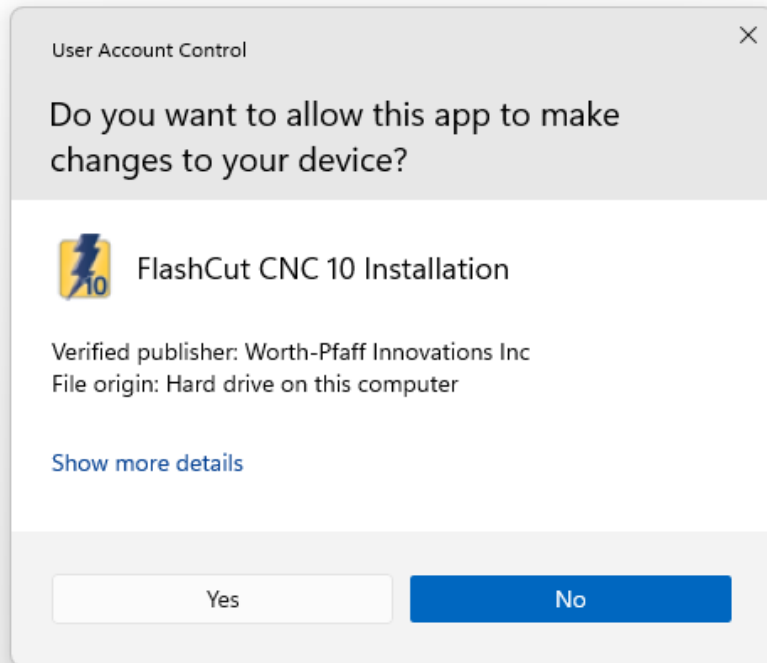 User Account Control
Do you want to allow this app to make
changes to your device?
10
FlashCut CNC 10 Installation
Verified publisher: Worth-Pfaff Innovations Inc
File origin: Hard drive on this computer
Show more details
Yes
No